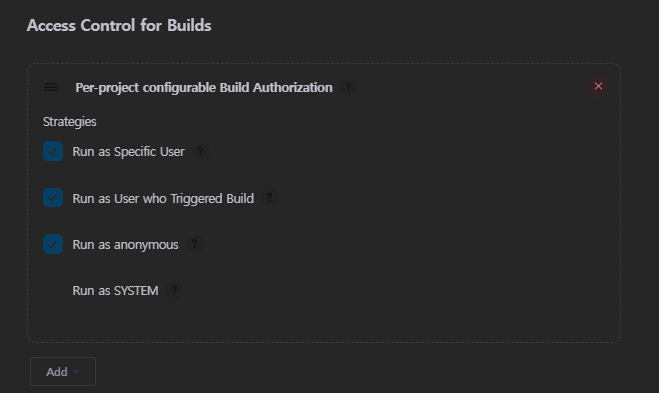 Access Control for Builds
Per-project configurable Build Authorization ?
Strategies
Run as Specific User ?
Run as User who Triggered Build ?
Run as anonymous ?
Run as SYSTEM ?
Add